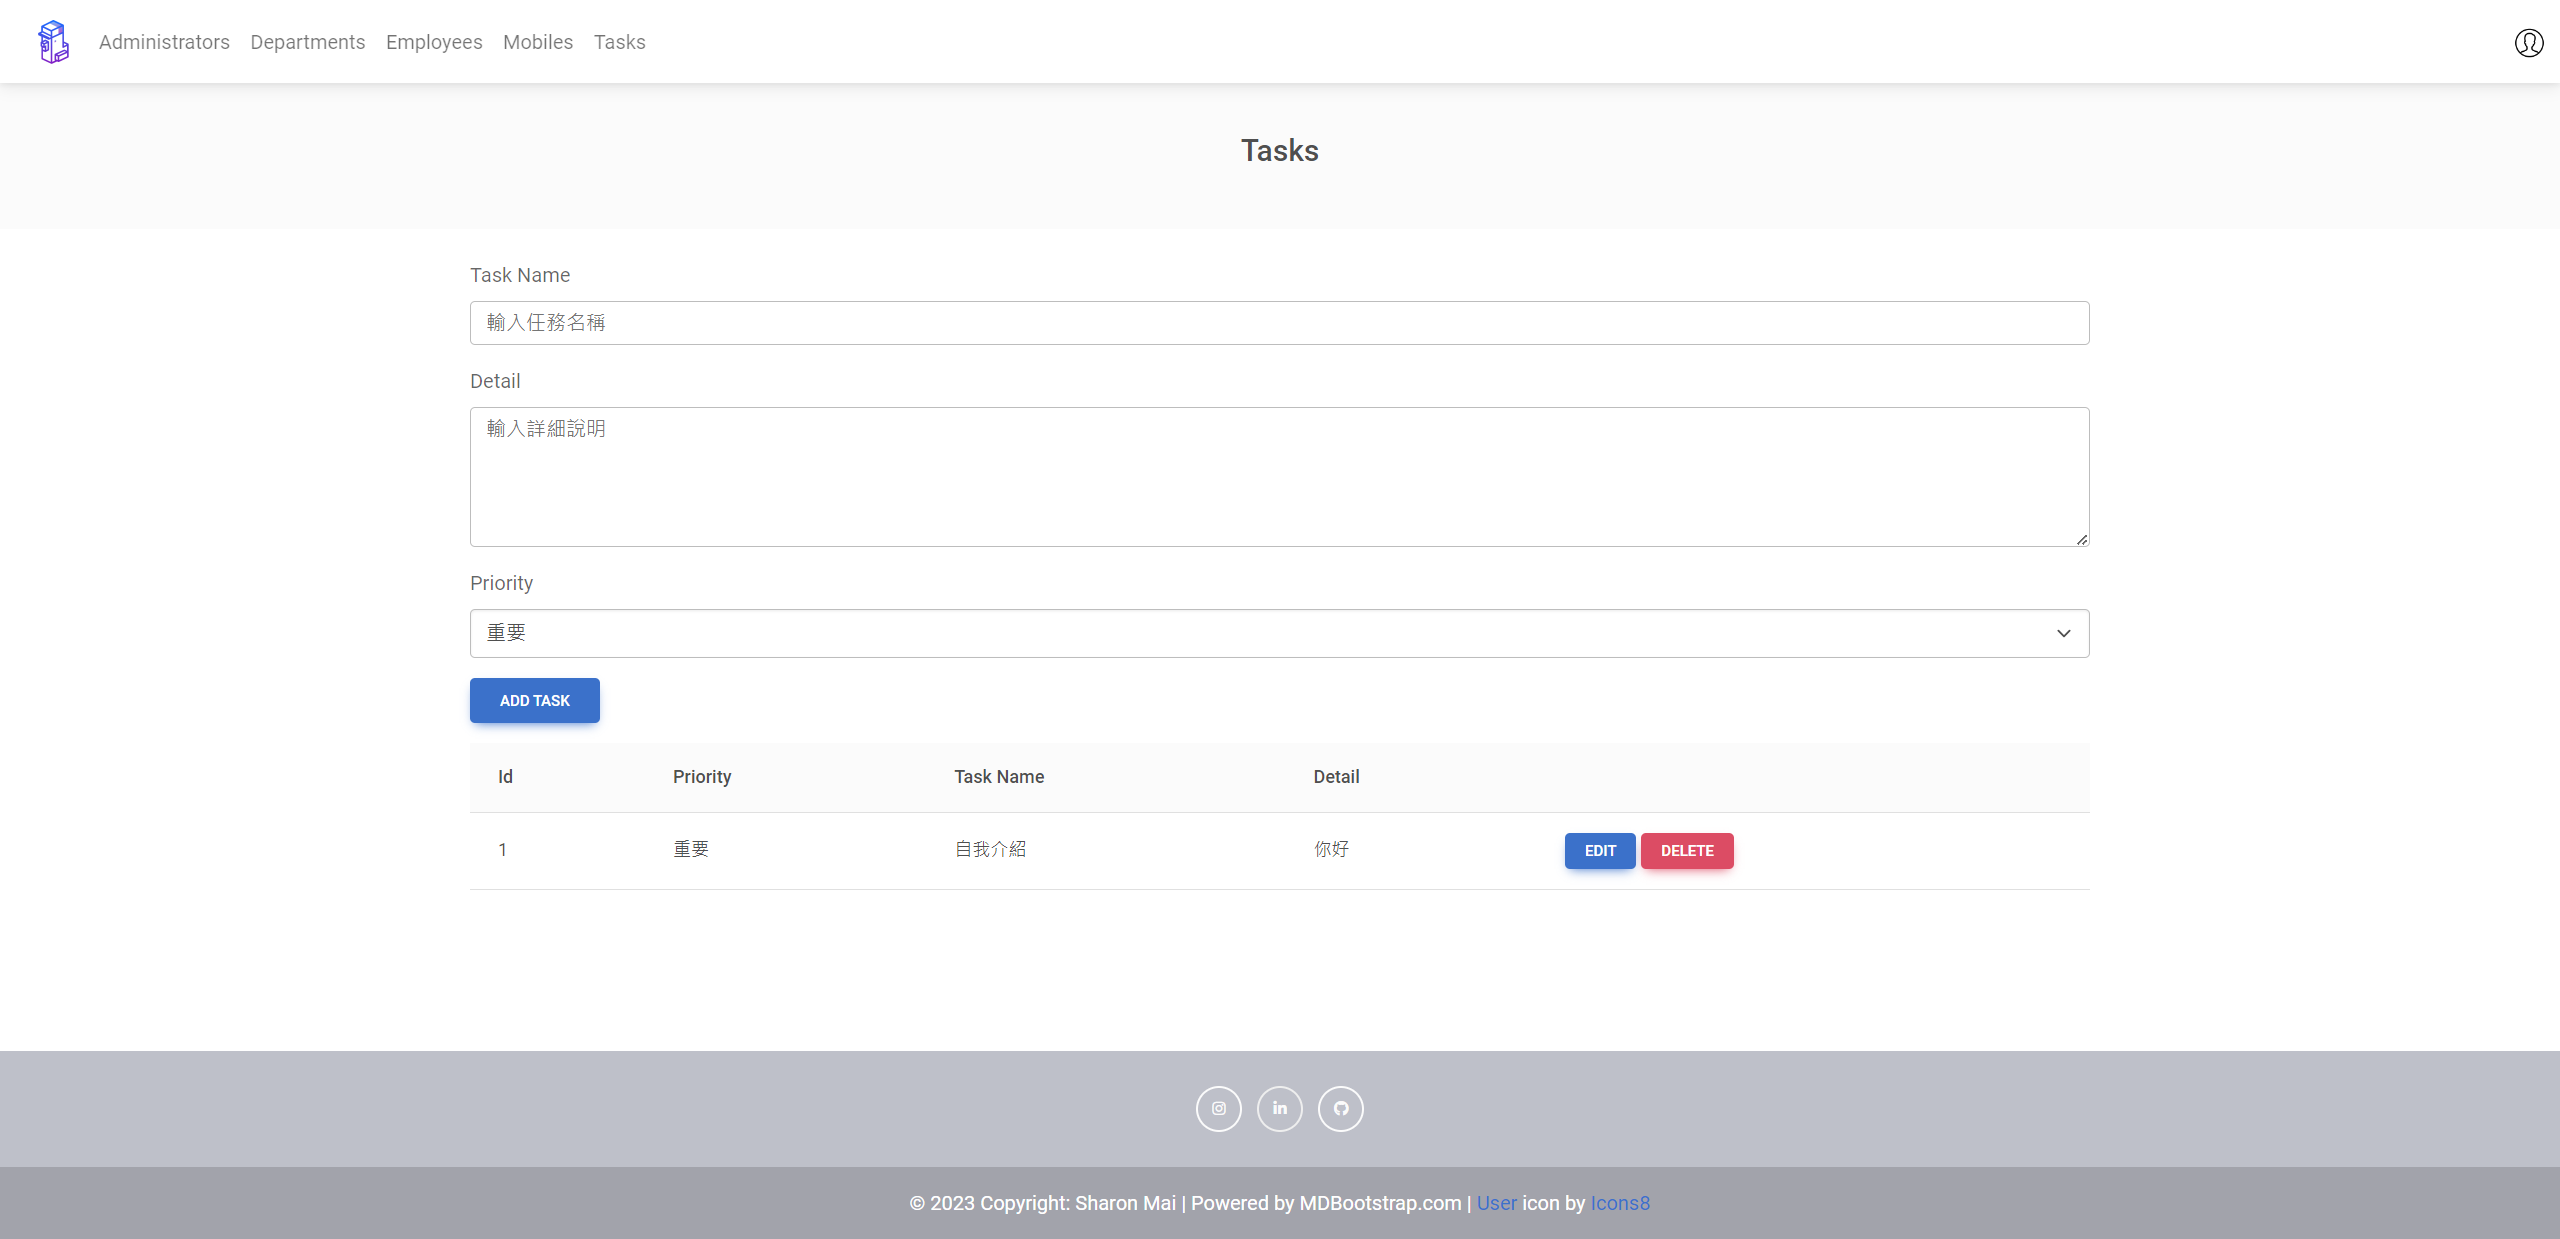 Administrators Departments Employees Mobiles Tasks
Tasks
Task Name
輸入任務名稱
Detail
輸入詳細說明
Priority
重要
ADD TASK
Id Priority Task Name Detail
1 重要 自我介紹 你好 EDIT DELETE
© 2023 Copyright: Sharon Mai | Powered by MDBootstrap.com | User icon by Icons8